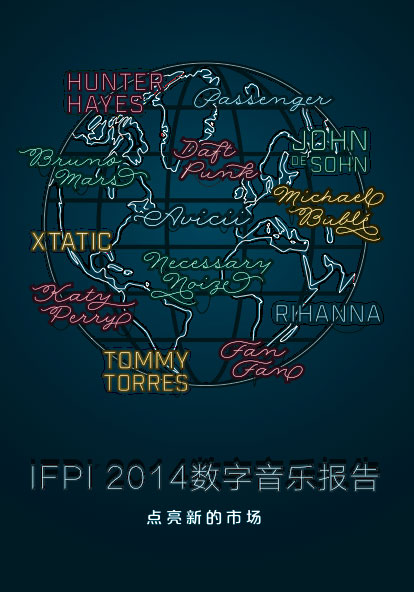 HUNTER
HAYES
Passenger
JOHN
DE SOHN
Bruno
Mars
Daft
Punk
Michael
Bublé
Avicii
XTATIC
Necessary
Noize
Katy
Perry
RIHANNA
TOMMY
TORRES
Fan
Fan
IFPI 2014数字音乐报告
点亮新的市场